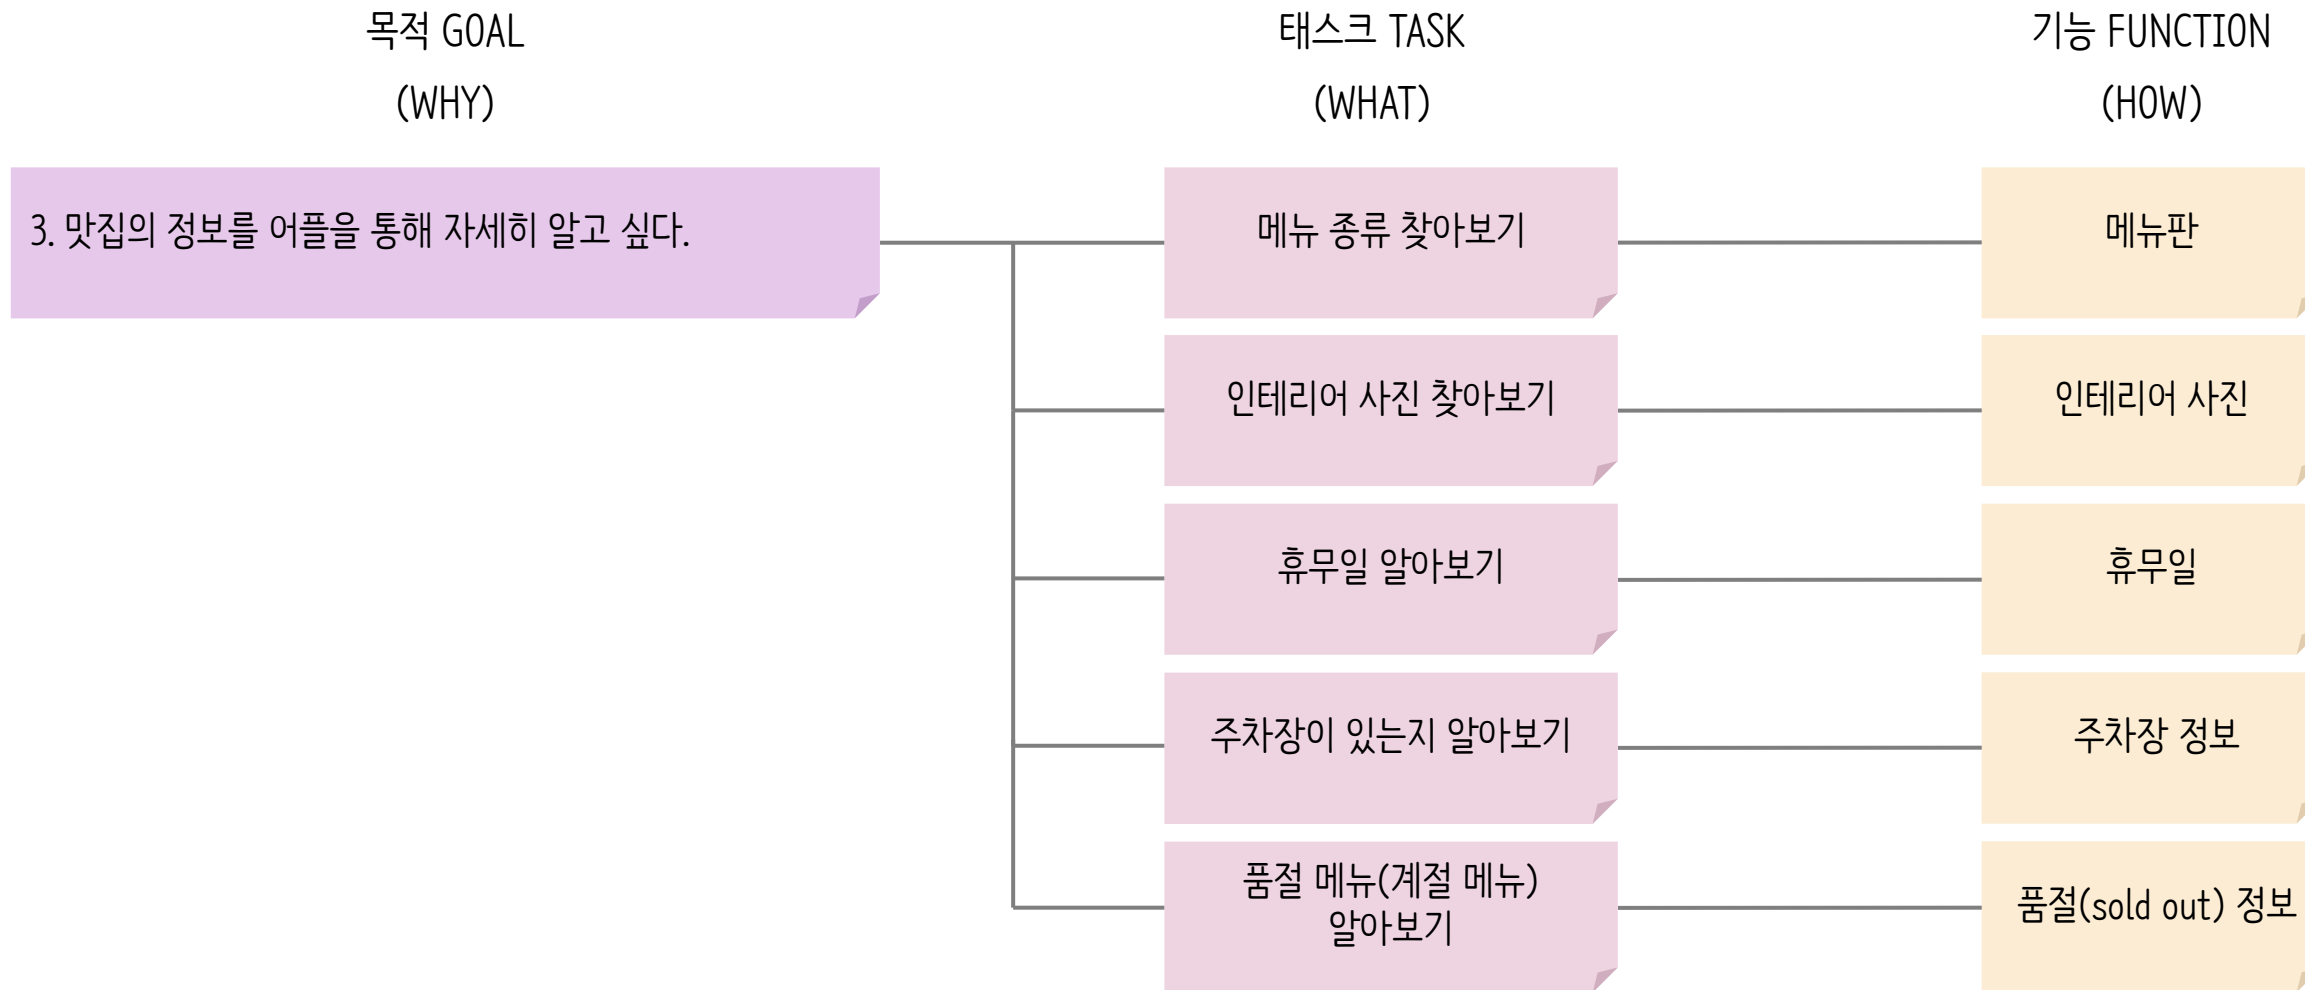 목적 GOAL
(WHY)
태스크 TASK
(WHAT)
기능 FUNCTION
(HOW)
3. 맛집의 정보를 어플을 통해 자세히 알고 싶다.
메뉴 종류 찾아보기
메뉴판
인테리어 사진 찾아보기
인테리어 사진
휴무일 알아보기
휴무일
주차장이 있는지 알아보기
주차장 정보
품절 메뉴(계절 메뉴)
알아보기
품절(sold out) 정보